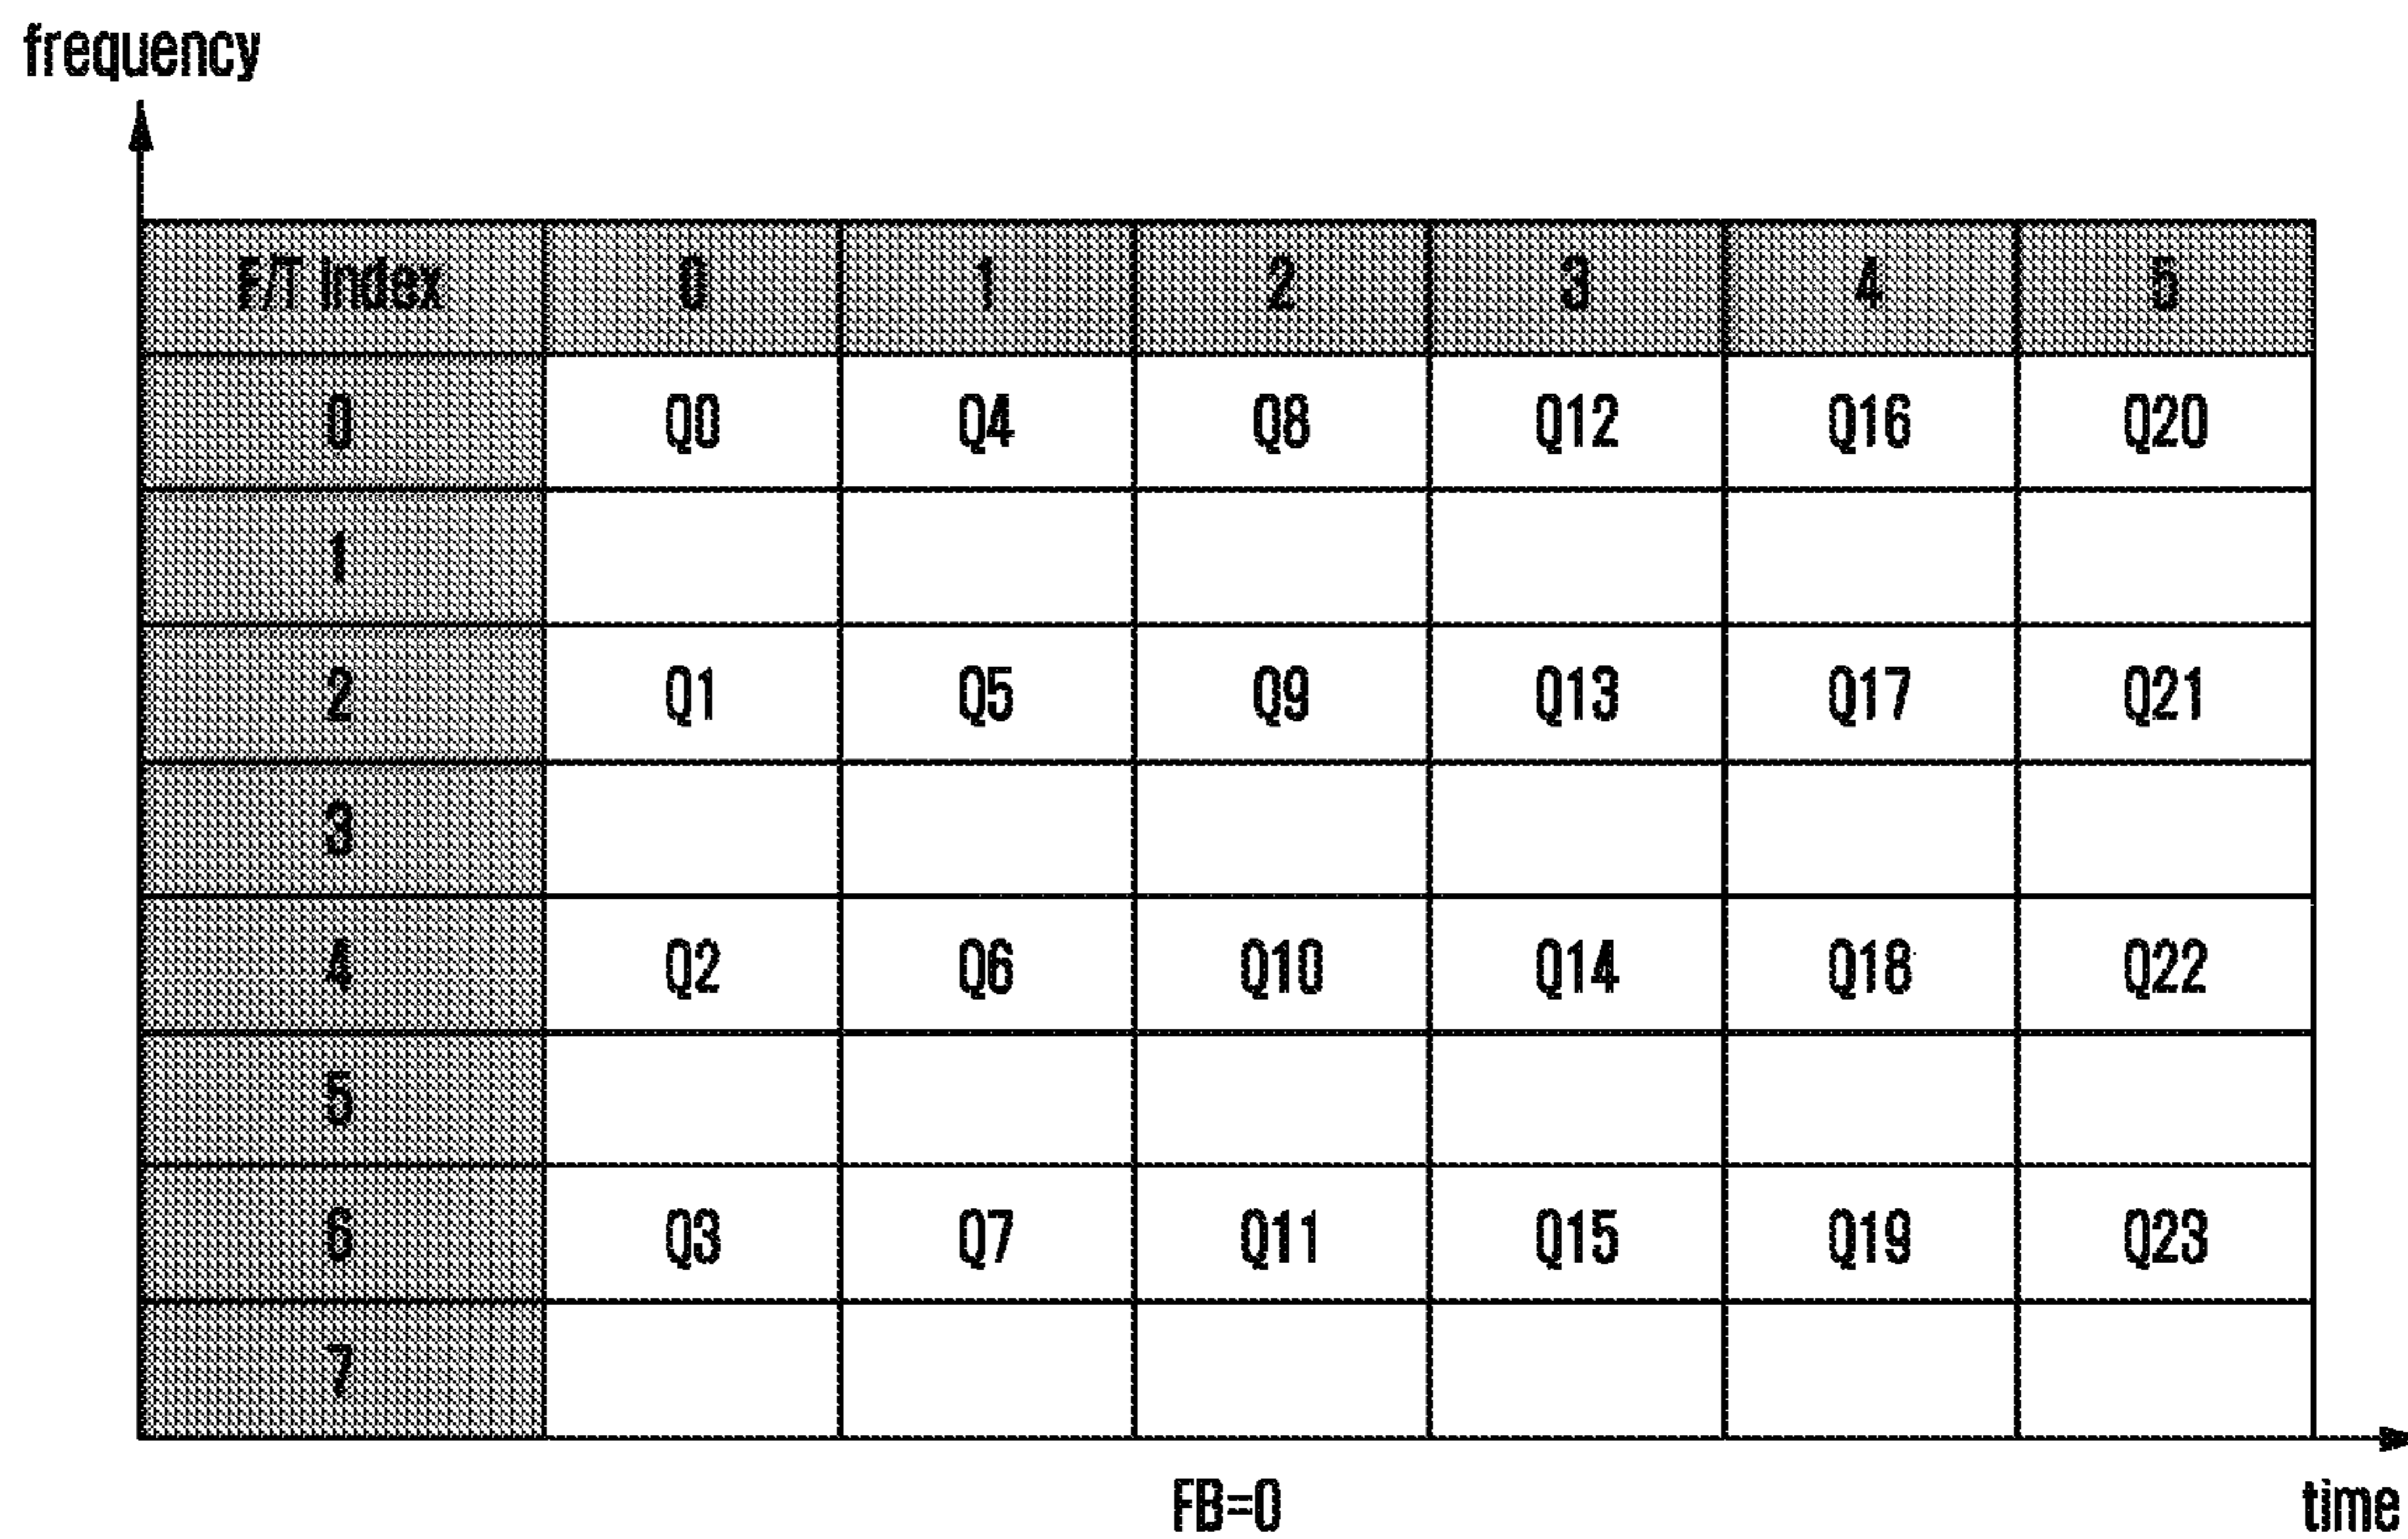 frequency
F/T Index 0 1 2 3 4 5
0 Q0 Q4 Q8 Q12 Q16 Q20
1
2 Q1 Q5 Q9 Q13 Q17 Q21
3
4 Q2 Q6 Q10 Q14 Q18 Q22
5
6 Q3 Q7 Q11 Q15 Q19 Q23
7
FB=0
time